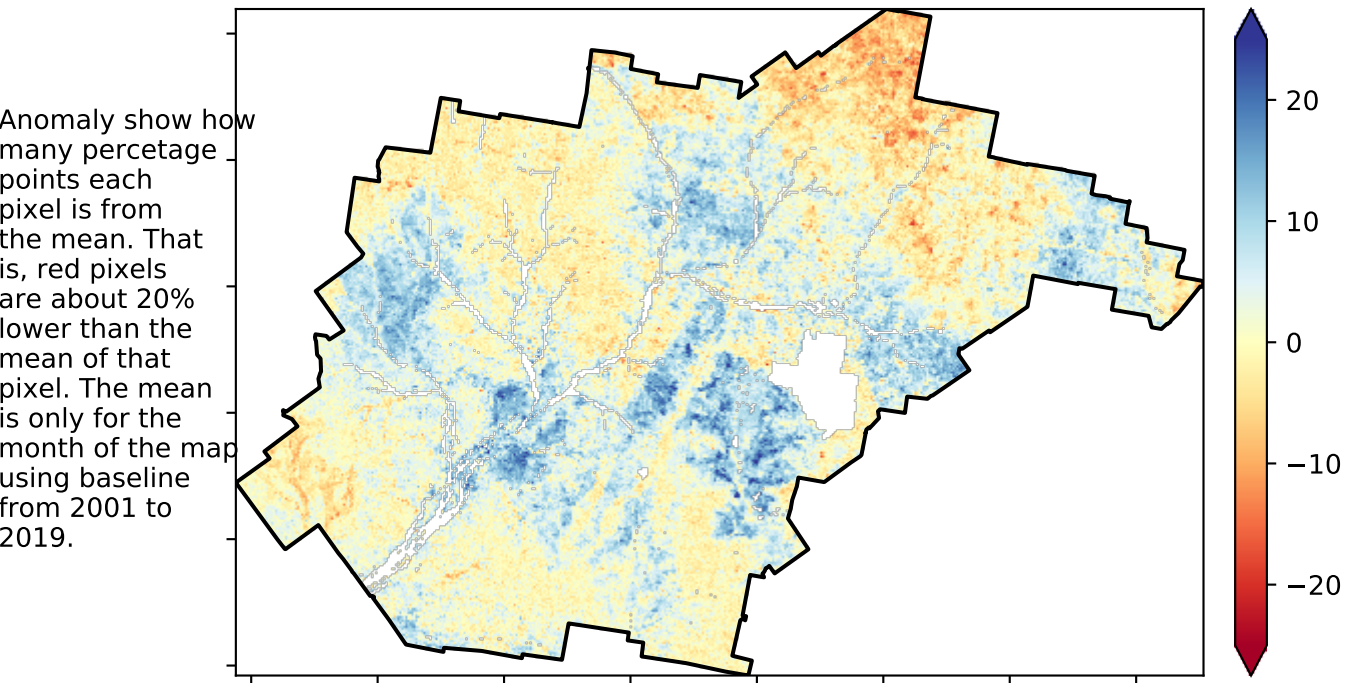 Anomaly show how
many percetage
points each
pixel is from
the mean. That
is, red pixels
are about 20%
lower than the
mean of that
pixel. The mean
is only for the
month of the map
using baseline
from 2001 to
2019.
20
10
0
−10
−20